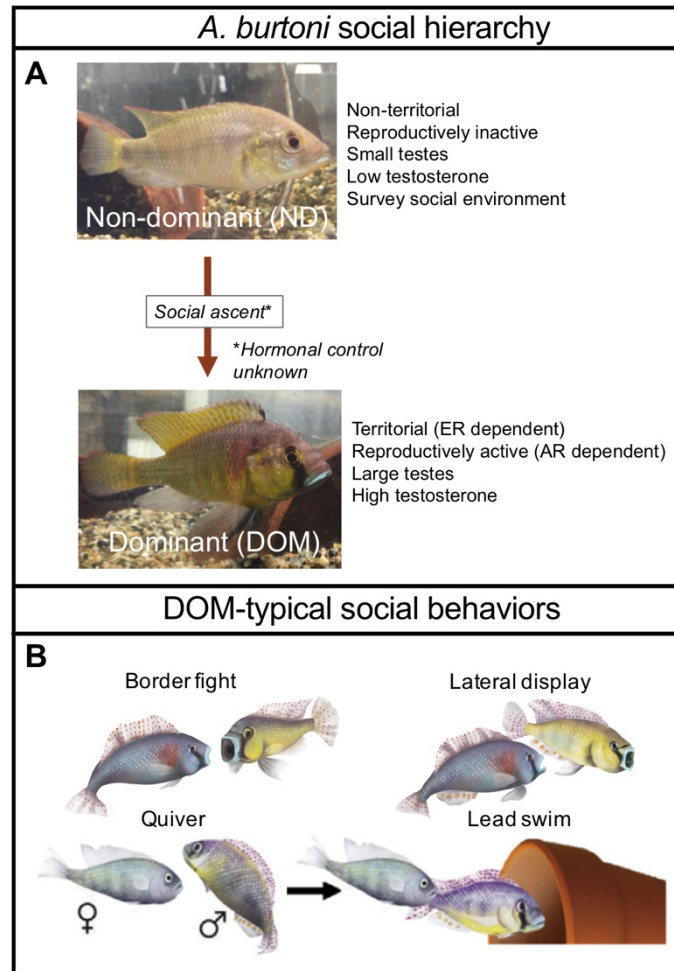 A. burtoni social hierarchy
A
Non-territorial
Reproductively inactive
Small testes
Low testosterone
Survey social environment
Non-dominant (ND)
Social ascent*
*Hormonal control
unknown
Territorial (ER dependent)
Reproductively active (AR dependent)
Large testes
High testosterone
Dominant (DOM)
DOM-typical social behaviors
B
Border fight
Lateral display
Quiver
Lead swim
♀
♂